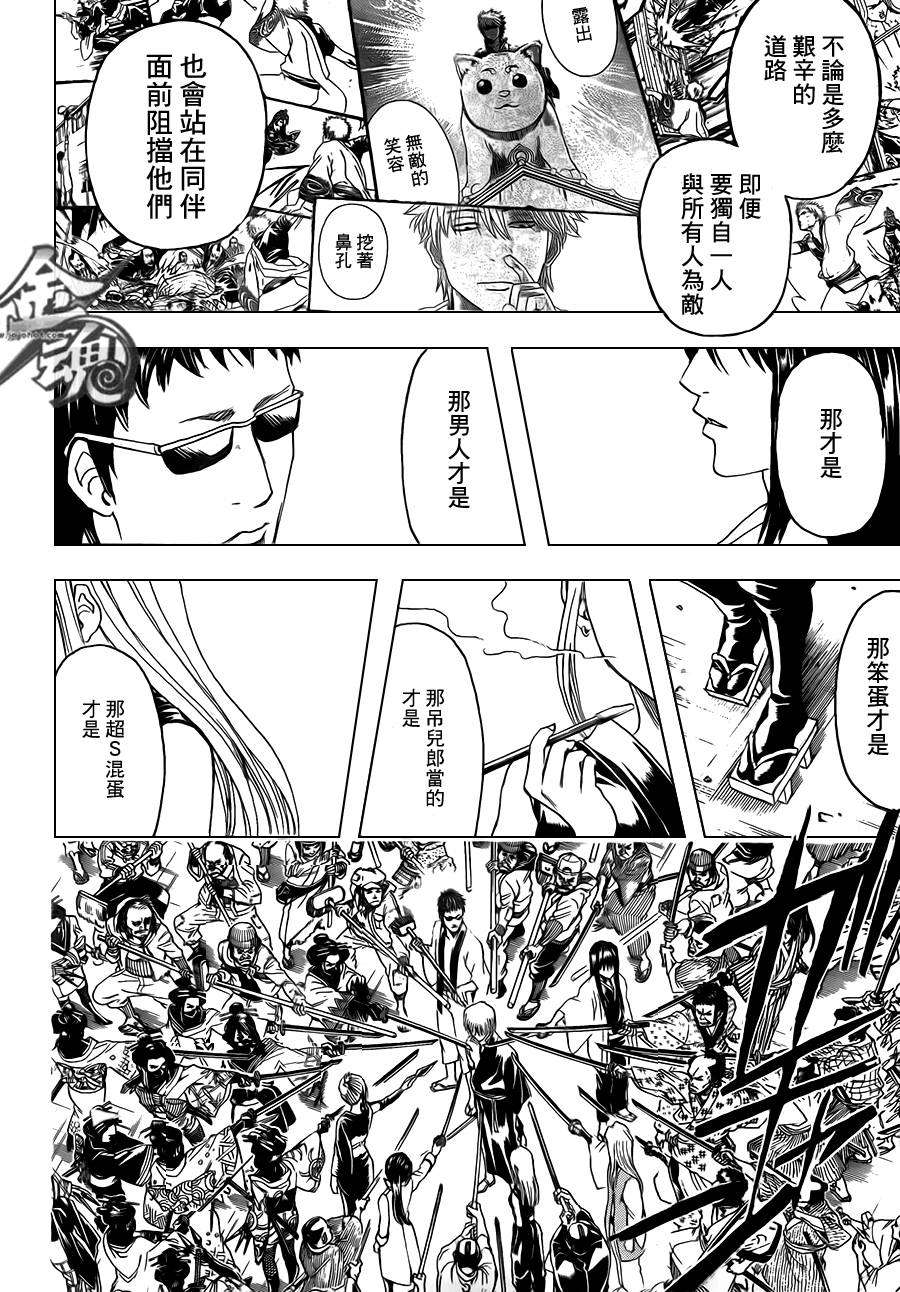 不論是多麼
艱辛的
道路
即便
要獨自一人
與所有人為敵
露出
無敵的
笑容
挖著
鼻孔
也會站在同伴
面前阻擋他們
金魂
那才是
那男人才是
那笨蛋才是
那吊兒郎當的
才是
那超S混蛋
才是